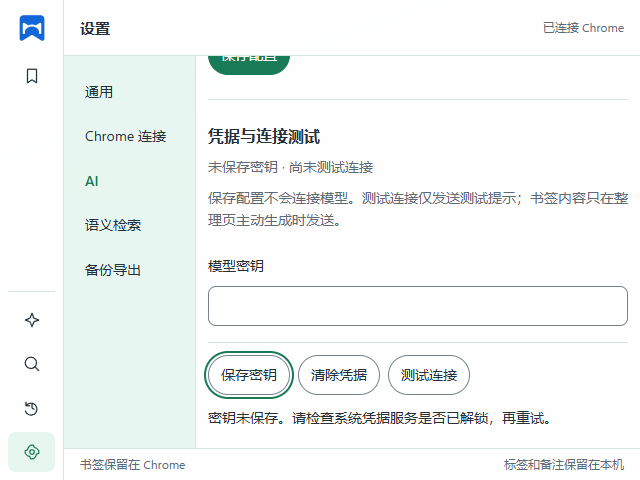 设置
已连接 Chrome
保存配置
通用
Chrome 连接
AI
语义检索
备份导出
凭据与连接测试
未保存密钥 · 尚未测试连接
保存配置不会连接模型。测试连接仅发送测试提示；书签内容只在整
理页主动生成时发送。
模型密钥
保存密钥
清除凭据
测试连接
密钥未保存。请检查系统凭据服务是否已解锁，再重试。
书签保留在 Chrome
标签和备注保留在本机